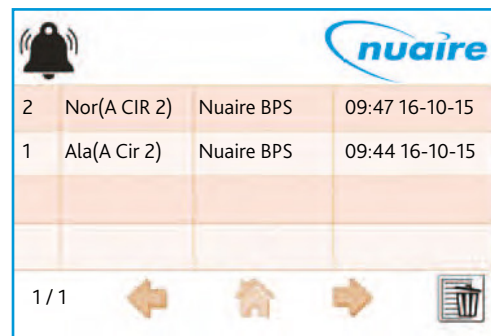 nuaire
2 Nor(A CIR 2) Nuaire BPS 09:47 16-10-15
1 Ala(A Cir 2) Nuaire BPS 09:44 16-10-15
1 / 1